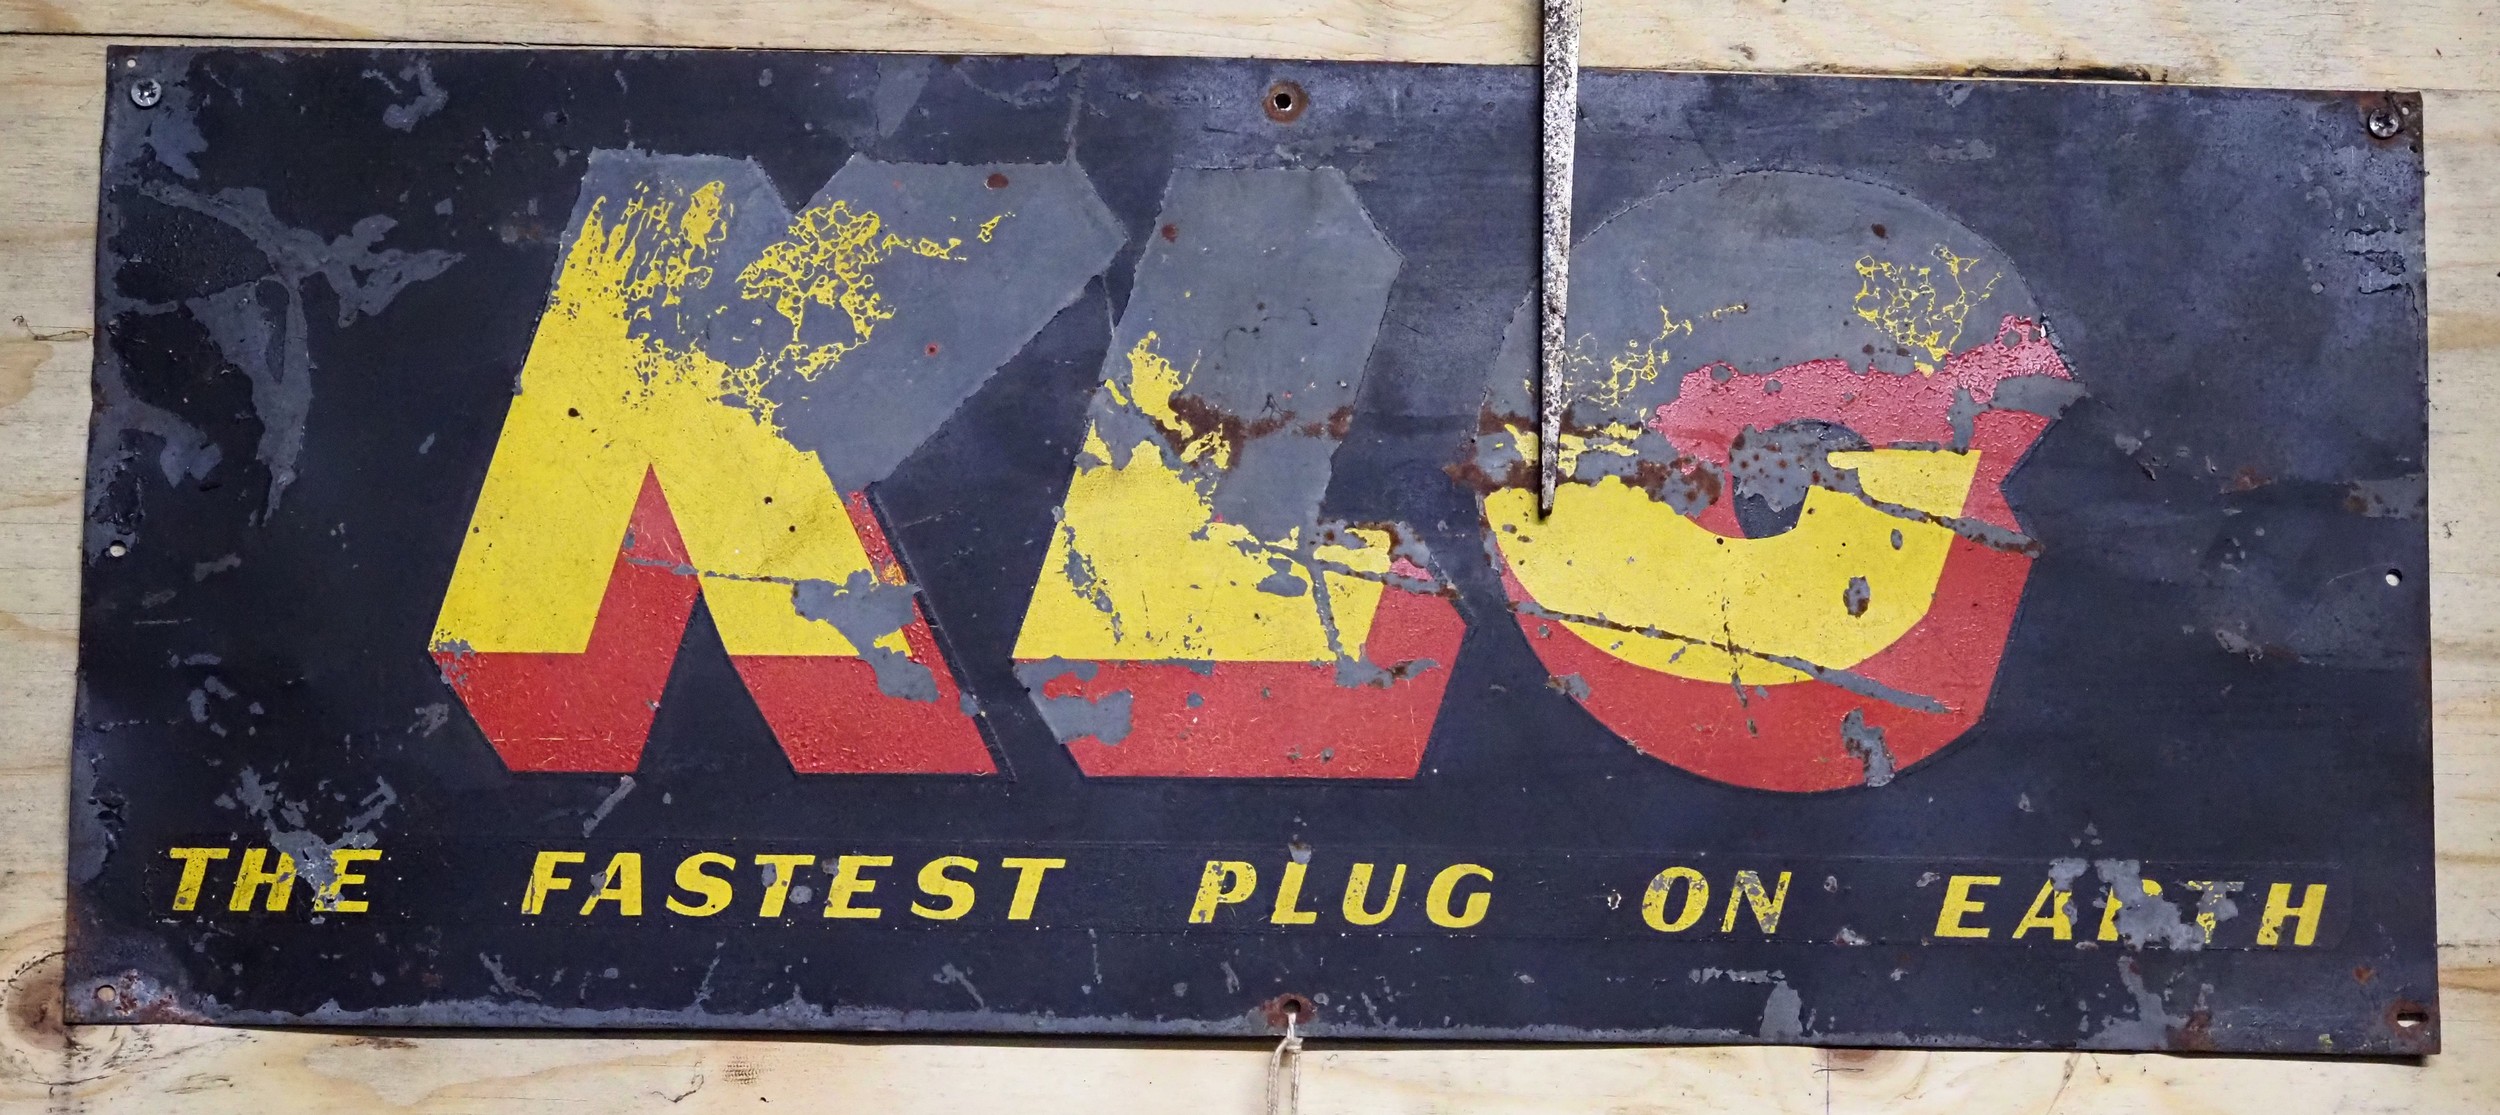 KLG
THE FASTEST PLUG ON EARTH